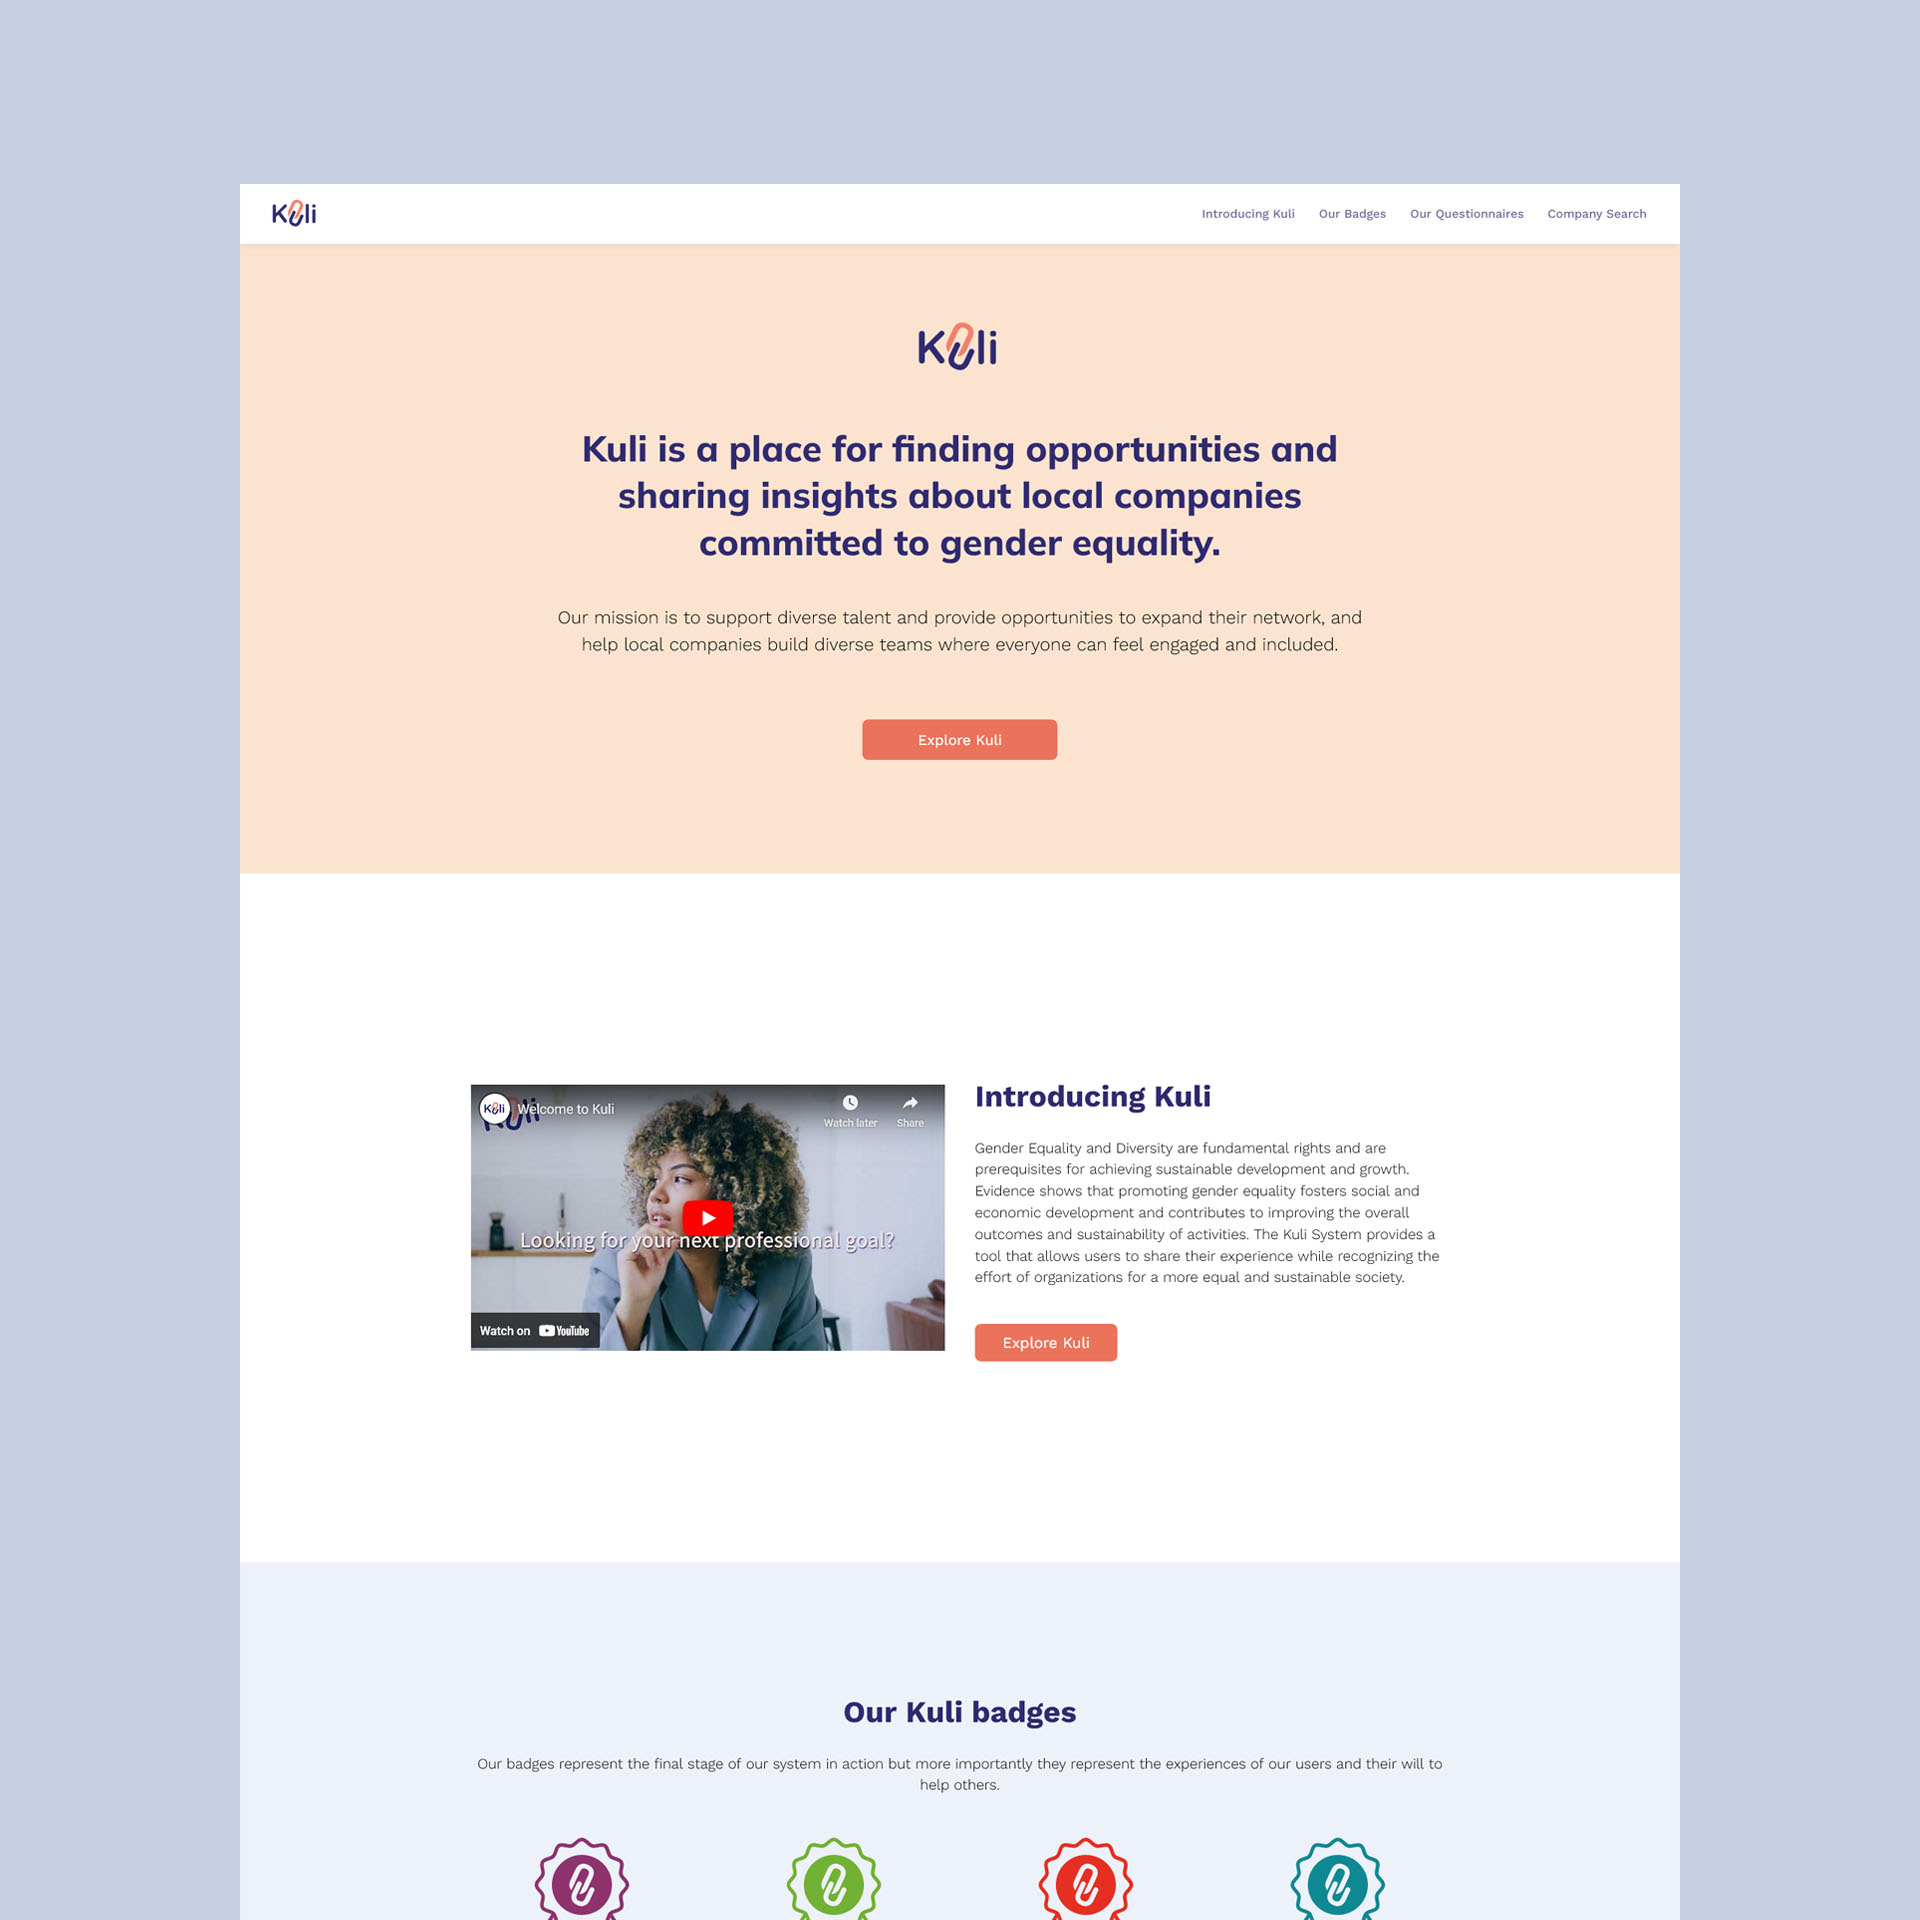 Kuli
Introducing Kuli Our Badges Our Questionnaires Company Search
Kuli
Kuli is a place for finding opportunities and
sharing insights about local companies
committed to gender equality.
Our mission is to support diverse talent and provide opportunities to expand their network, and
help local companies build diverse teams where everyone can feel engaged and included.
Explore Kuli
Kuli
Kuli
Welcome to Kuli
Watch later
Share
Looking for your next professional goal?
Watch on YouTube
Introducing Kuli
Gender Equality and Diversity are fundamental rights and are
prerequisites for achieving sustainable development and growth.
Evidence shows that promoting gender equality fosters social and
economic development and contributes to improving the overall
outcomes and sustainability of activities. The Kuli System provides a
tool that allows users to share their experience while recognizing the
effort of organizations for a more equal and sustainable society.
Explore Kuli
Our Kuli badges
Our badges represent the final stage of our system in action but more importantly they represent the experiences of our users and their will to
help others.